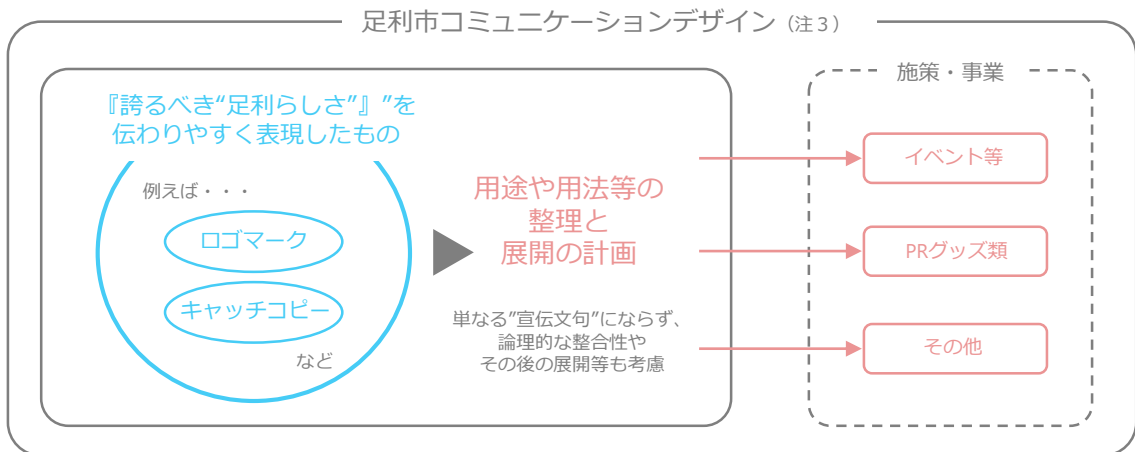 足利市コミュニケーションデザイン（注３）
『誇るべき“足利らしさ”』”を
伝わりやすく表現したもの
例えば・・・
ロゴマーク
キャッチコピー
など
用途や用法等の
整理と
展開の計画
単なる”宣伝文句”にならず、
論理的な整合性や
その後の展開等も考慮
施策・事業
イベント等
PRグッズ類
その他